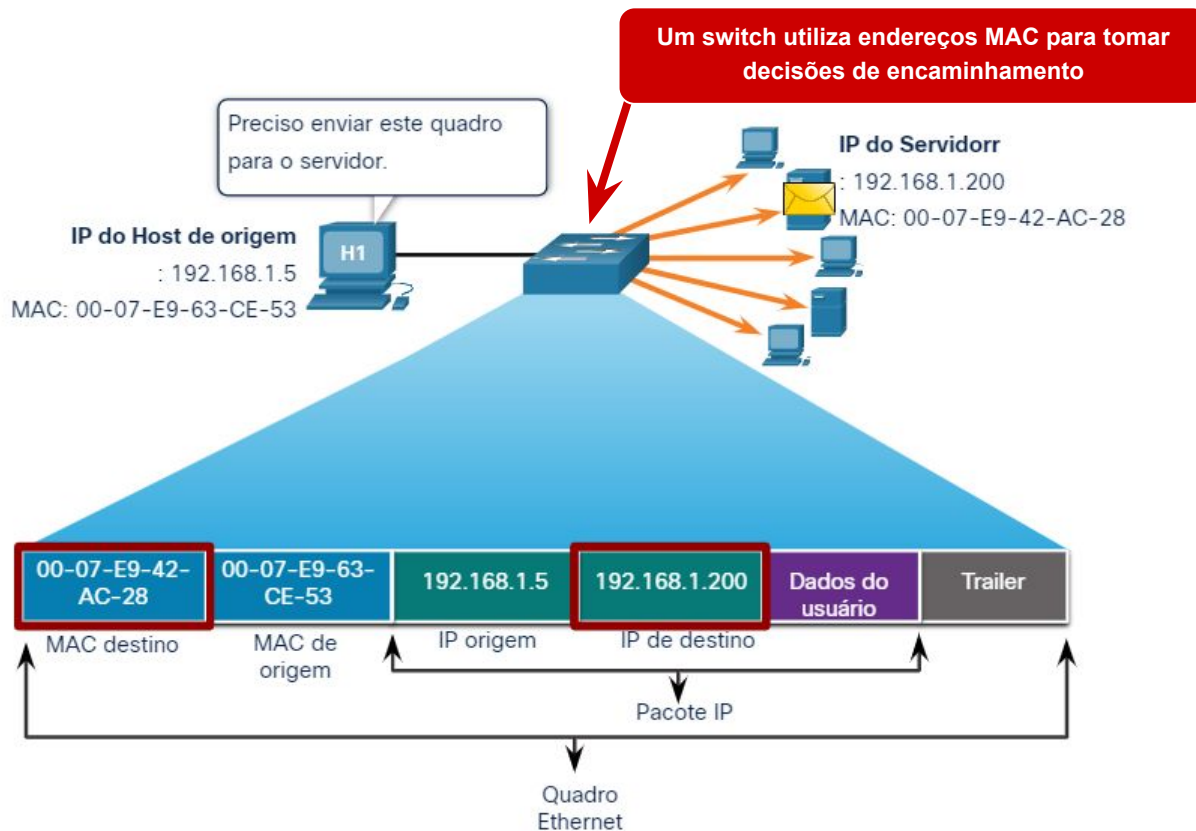 Um switch utiliza endereços MAC para tomar
decisões de encaminhamento
Preciso enviar este quadro
para o servidor.
IP do Servidorr
: 192.168.1.200
MAC: 00-07-E9-42-AC-28
IP do Host de origem
: 192.168.1.5
MAC: 00-07-E9-63-CE-53
H1
00-07-E9-42-
AC-28
00-07-E9-63-
CE-53
192.168.1.5
192.168.1.200
Dados do
usuário
Trailer
MAC destino
MAC de
origem
IP origem
IP de destino
Pacote IP
Quadro
Ethernet